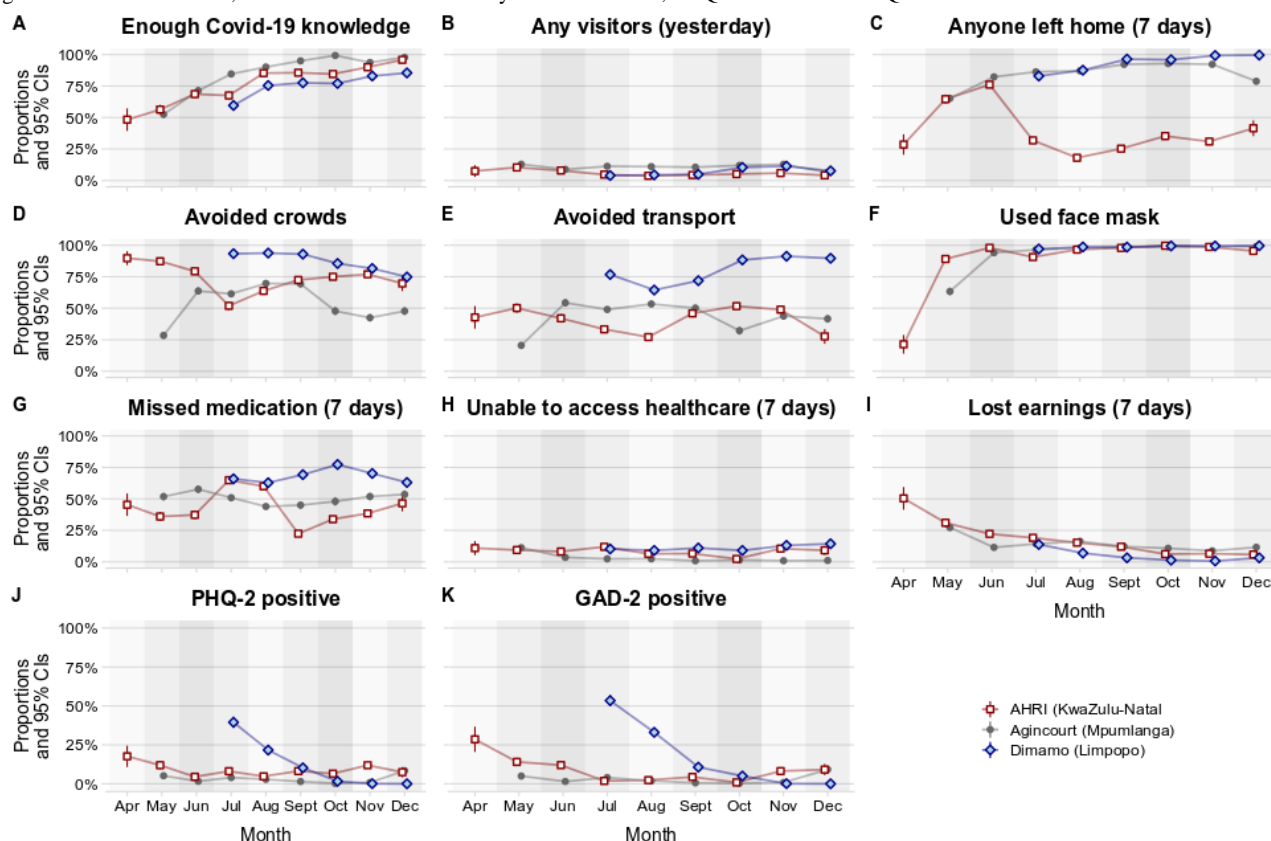 A Enough Covid-19 knowledge B Any visitors (yesterday) C Anyone left home (7 days)
Proportions
and 95% CIs
100%
75%
50%
25%
0%
D Avoided crowds E Avoided transport F Used face mask
Proportions
and 95% CIs
100%
75%
50%
25%
0%
G Missed medication (7 days) H Unable to access healthcare (7 days) I Lost earnings (7 days)
Proportions
and 95% CIs
100%
75%
50%
25%
0%
Apr May Jun Jul Aug Sept Oct Nov Dec
Month
J PHQ-2 positive K GAD-2 positive
Proportions
and 95% CIs
100%
75%
50%
25%
0%
Apr May Jun Jul Aug Sept Oct Nov Dec Apr May Jun Jul Aug Sept Oct Nov Dec
Month Month
AHRI (KwaZulu-Natal
Agincourt (Mpumlanga)
Dimamo (Limpopo)